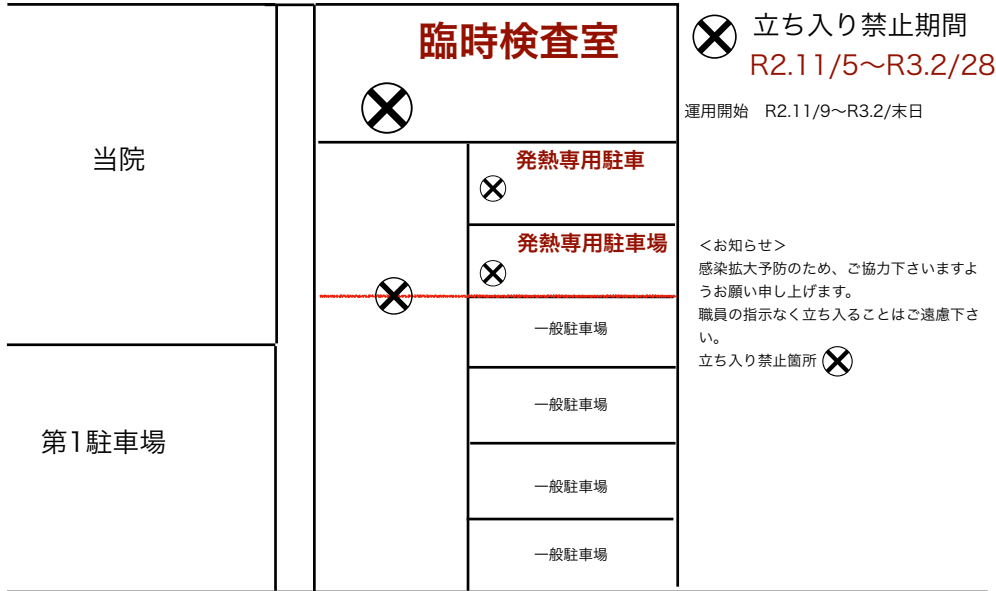 臨時検査室
立ち入り禁止期間
R2.11/5〜R3.2/28
運用開始　R2.11/9〜R3.2/末日
当院
発熱専用駐車
発熱専用駐車場
＜お知らせ＞
感染拡大予防のため、ご協力下さいますよ
うお願い申し上げます。
職員の指示なく立ち入ることはご遠慮下さ
い。
立ち入り禁止箇所
一般駐車場
一般駐車場
第1駐車場
一般駐車場
一般駐車場